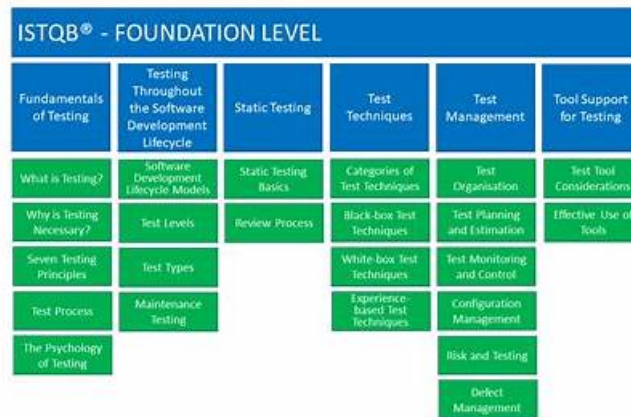 ISTQB® - FOUNDATION LEVEL
Fundamentals
of Testing
What is Testing?
Why is Testing
Necessary?
Seven Testing
Principles
Test Process
The Psychology
of Testing
Testing
Throughout
the Software
Development
Lifecycle
Software
Development
Lifecycle Models
Test Levels
Test Types
Maintenance
Testing
Static Testing
Static Testing
Basics
Review Process
Test
Techniques
Categories of
Test Techniques
Black-box Test
Techniques
White-box Test
Techniques
Experience-
based Test
Techniques
Test
Management
Test
Organisation
Test Planning
and Estimation
Test Monitoring
and Control
Configuration
Management
Risk and Testing
Defect
Management
Tool Support
for Testing
Test Tool
Considerations
Effective Use of
Tools